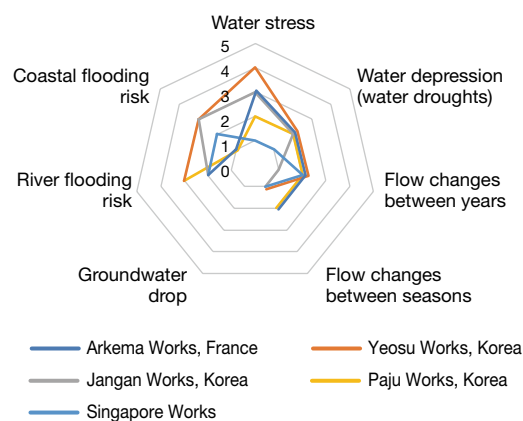 Water stress
5
4
3
2
1
0
Coastal flooding
risk
Water depression
(water droughts)
River flooding
risk
Flow changes
between years
Groundwater
drop
Flow changes
between seasons
Arkema Works, France
Yeosu Works, Korea
Jangan Works, Korea
Paju Works, Korea
Singapore Works